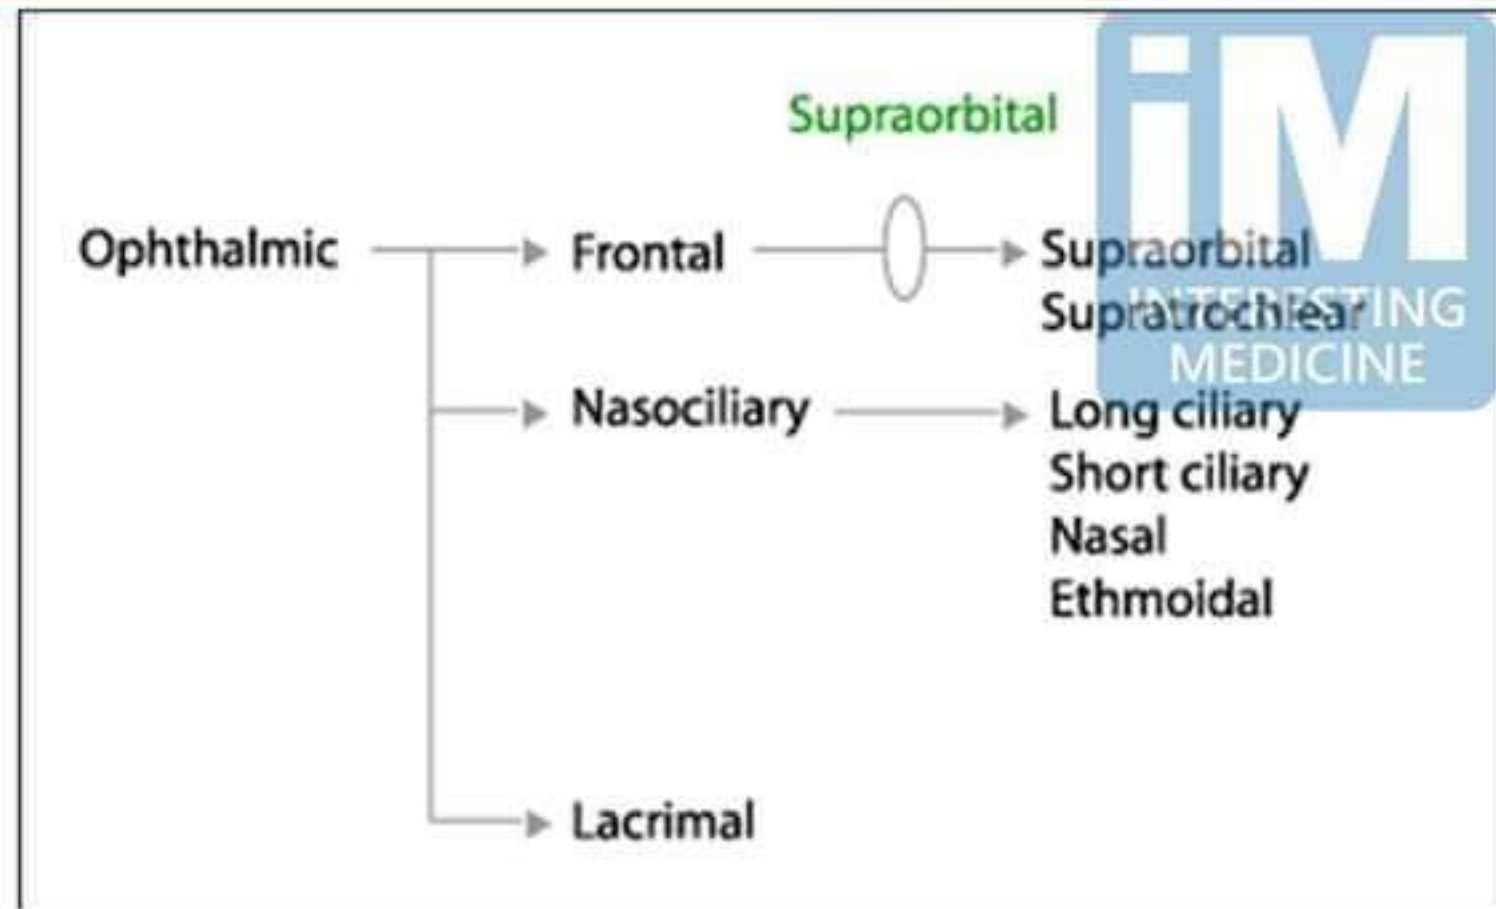 Supraorbital
iM
INTERESTING
MEDICINE
Ophthalmic
Frontal
Supraorbital
Supratrochlear
Nasociliary
Long ciliary
Short ciliary
Nasal
Ethmoidal
Lacrimal